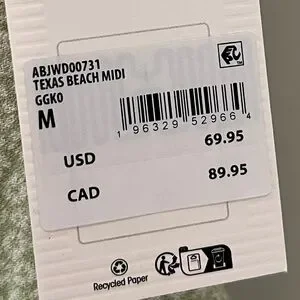 ABJWD00731
TEXAS BEACH MIDI
GGK0
M
1 96329 52966 4
USD 69.95
CAD 89.95
Recycled Paper